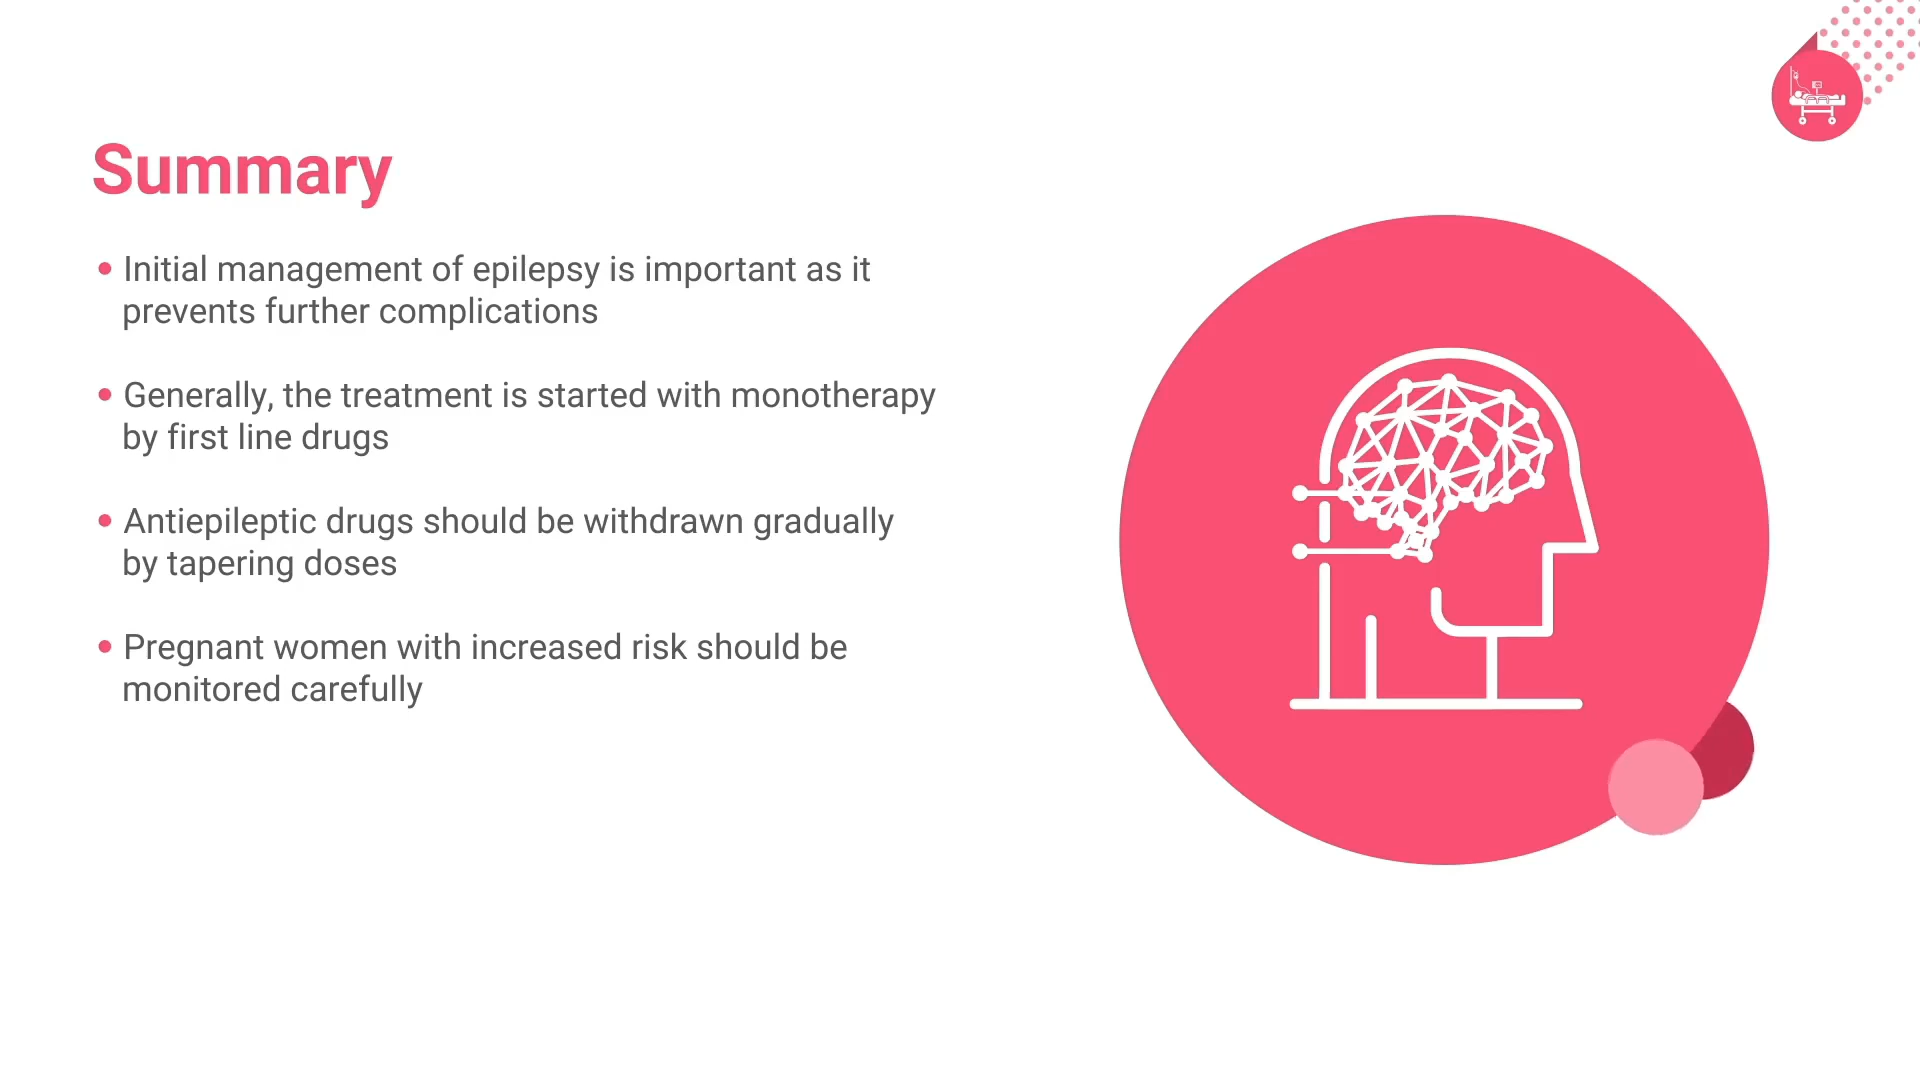 Summary
• Initial management of epilepsy is important as it
prevents further complications
• Generally, the treatment is started with monotherapy
by first line drugs
• Antiepileptic drugs should be withdrawn gradually
by tapering doses
• Pregnant women with increased risk should be
monitored carefully